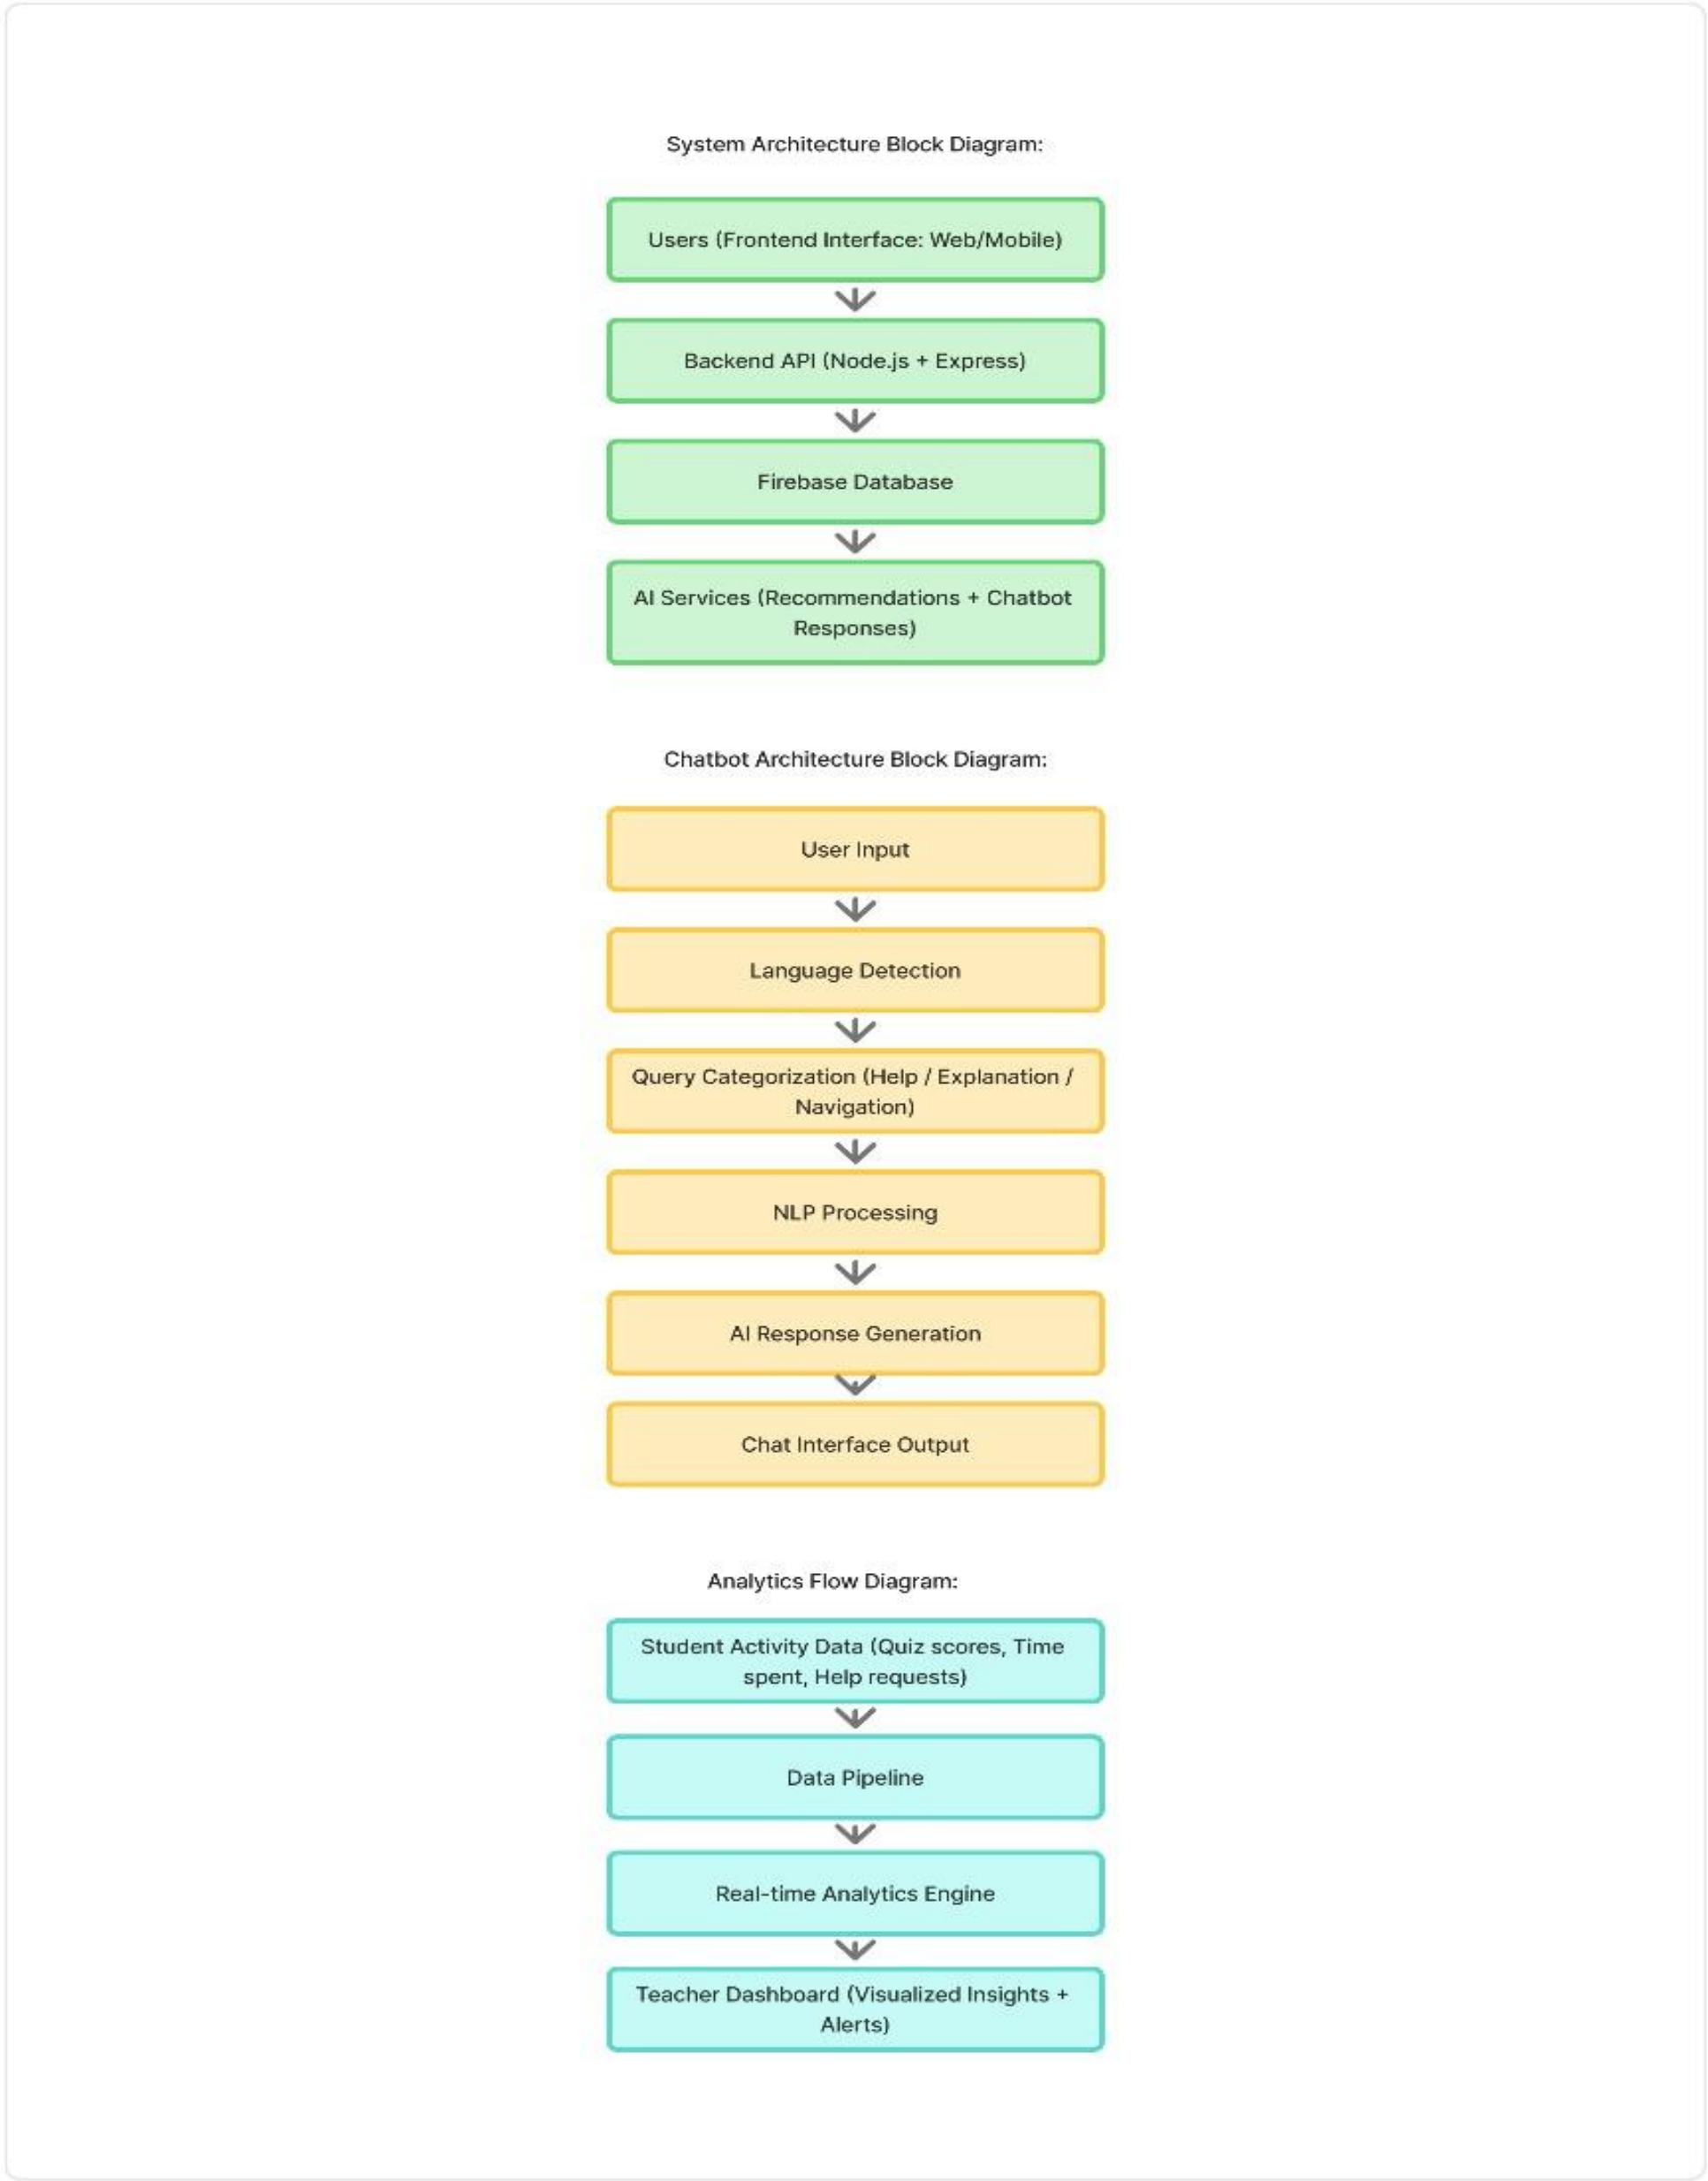 System Architecture Block Diagram:
Users (Frontend Interface: Web/Mobile)
Backend API (Node.js + Express)
Firebase Database
AI Services (Recommendations + Chatbot
Responses)
Chatbot Architecture Block Diagram:
User Input
Language Detection
Query Categorization (Help / Explanation /
Navigation)
NLP Processing
AI Response Generation
Chat Interface Output
Analytics Flow Diagram:
Student Activity Data (Quiz scores, Time
spent, Help requests)
Data Pipeline
Real-time Analytics Engine
Teacher Dashboard (Visualized Insights +
Alerts)